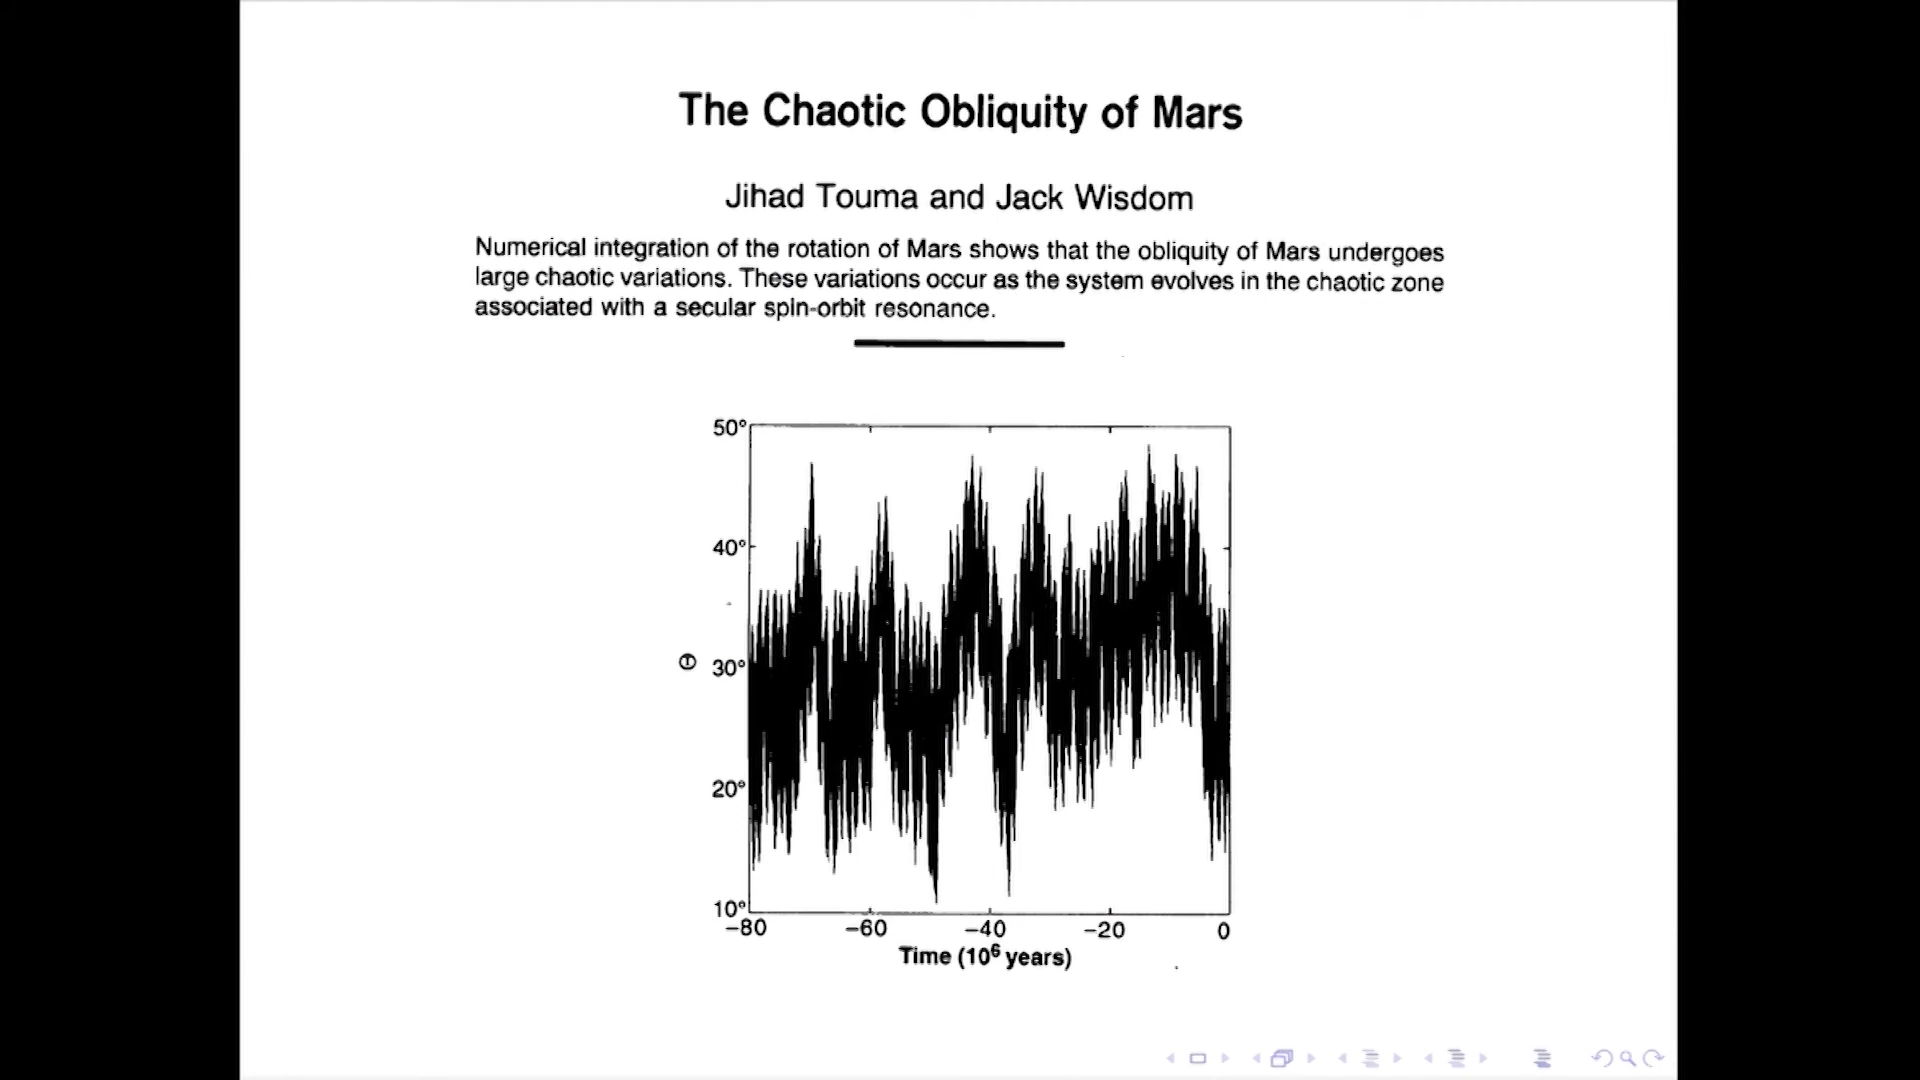 The Chaotic Obliquity of Mars
Jihad Touma and Jack Wisdom
Numerical integration of the rotation of Mars shows that the obliquity of Mars undergoes
large chaotic variations. These variations occur as the system evolves in the chaotic zone
associated with a secular spin-orbit resonance.
50°
40°
30°
20°
10°
−80 −60 −40 −20 0
Time (10⁶ years)